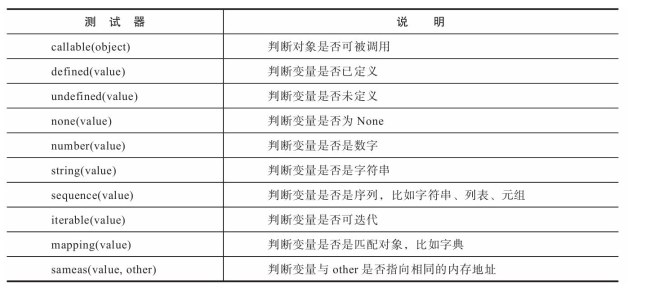 测 试 器 说 明
callable(object) 判断对象是否可被调用
defined(value) 判断变量是否已定义
undefined(value) 判断变量是否未定义
none(value) 判断变量是否为 None
number(value) 判断变量是否是数字
string(value) 判断变量是否是字符串
sequence(value) 判断变量是否是序列，比如字符串、列表、元组
iterable(value) 判断变量是否可迭代
mapping(value) 判断变量是否是匹配对象，比如字典
sameas(value, other) 判断变量与 other 是否指向相同的内存地址